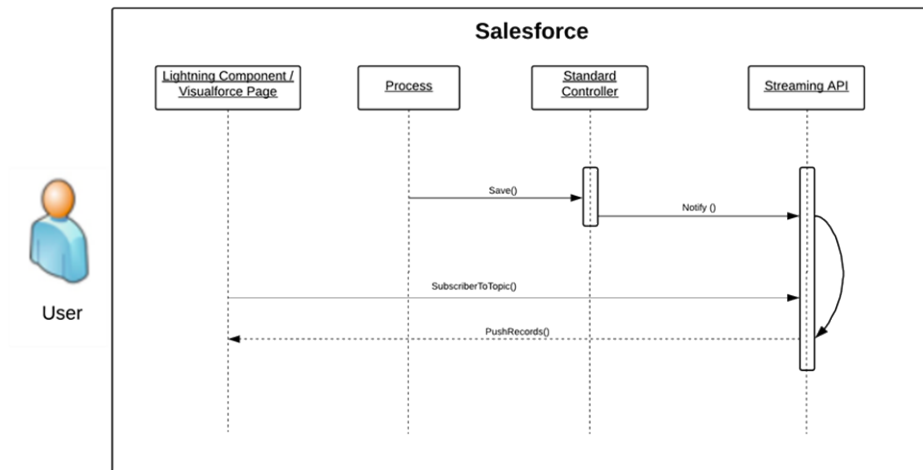 Salesforce
Lightning Component /
Visualforce Page
Process
Standard
Controller
Streaming API
Save()
Notify ()
User
SubscriberToTopic()
PushRecords()